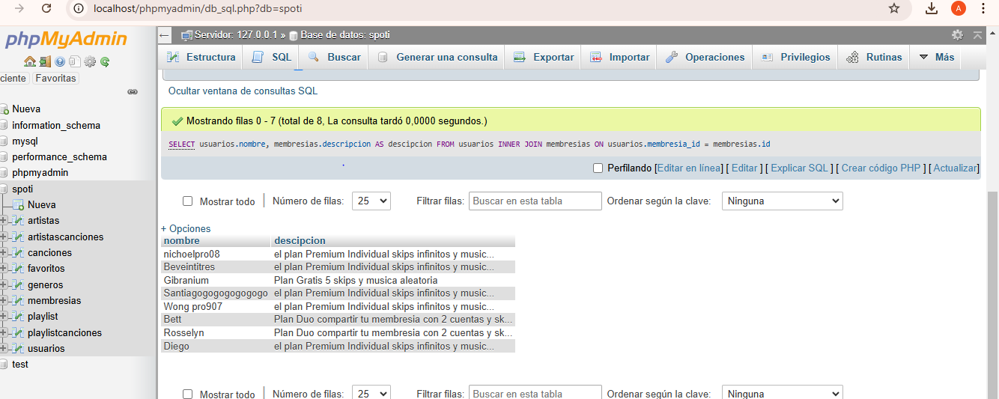 localhost/phpmyadmin/db_sql.php?db=spoti
A
phpMyAdmin
ciente Favoritas
Nueva
information_schema
mysql
performance_schema
phpmyadmin
spoti
Nueva
artistas
artistascanciones
canciones
favoritos
generos
membresias
playlist
playlistcanciones
usuarios
test
Servidor: 127.0.0.1 » Base de datos: spoti
Estructura SQL Buscar Generar una consulta Exportar Importar Operaciones Privilegios Rutinas Más
Ocultar ventana de consultas SQL
Mostrando filas 0 - 7 (total de 8, La consulta tardó 0,0000 segundos.)
SELECT usuarios.nombre, membresias.descripcion AS descipcion FROM usuarios INNER JOIN membresias ON usuarios.membresia_id = membresias.id
Perfilando [Editar en línea] [ Editar ] [ Explicar SQL ] [ Crear código PHP ] [ Actualizar]
Mostrar todo Número de filas: 25 Filtrar filas: Buscar en esta tabla Ordenar según la clave: Ninguna
+ Opciones
nombre descipcion
nichoelpro08 el plan Premium Individual skips infinitos y music...
Beveintitres el plan Premium Individual skips infinitos y music...
Gibranium Plan Gratis 5 skips y musica aleatoria
Santiagogogogogogogo el plan Premium Individual skips infinitos y music...
Wong pro907 el plan Premium Individual skips infinitos y music...
Bett Plan Duo compartir tu membresia con 2 cuentas y sk...
Rosselyn Plan Duo compartir tu membresia con 2 cuentas y sk...
Diego el plan Premium Individual skips infinitos y music...
Mostrar todo Número de filas: 25 Filtrar filas: Buscar en esta tabla Ordenar según la clave: Ninguna